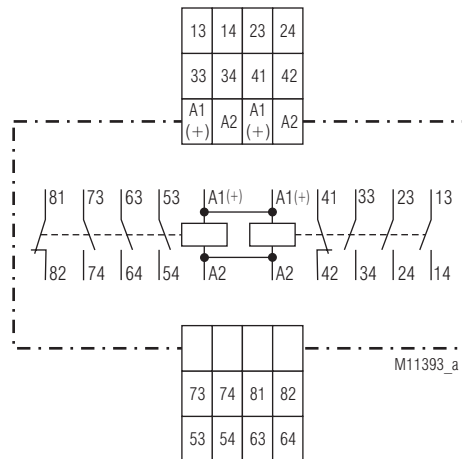 13 14 23 24
33 34 41 42
A1 (+) A2 A1 (+) A2
81 73 63 53 A1(+) A1(+) 41 33 23 13
82 74 64 54 A2 A2 42 34 24 14
M11393_a
73 74 81 82
53 54 63 64